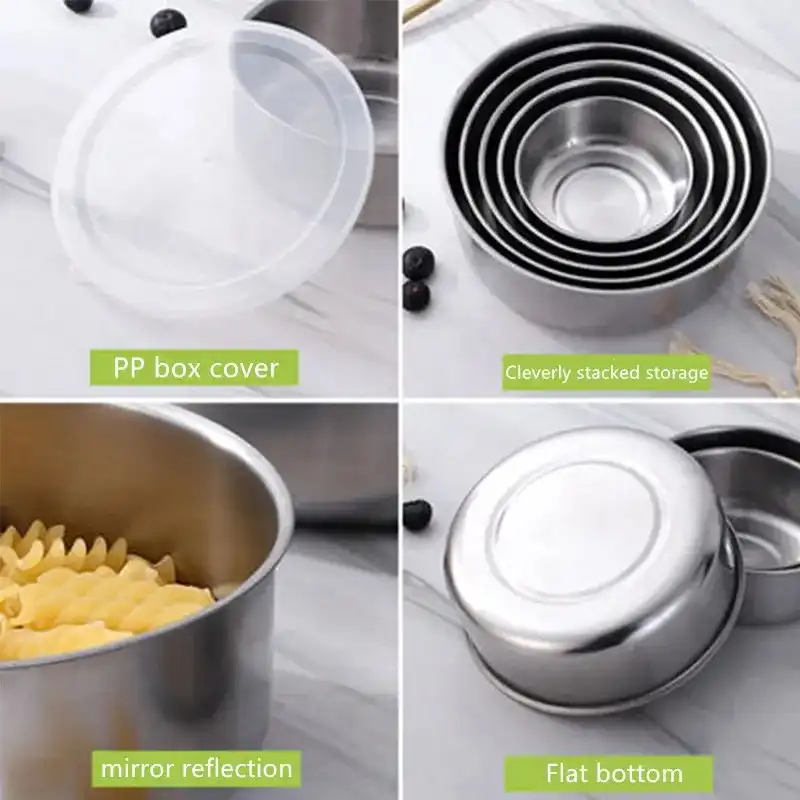 PP box cover
Cleverly stacked storage
mirror reflection
Flat bottom